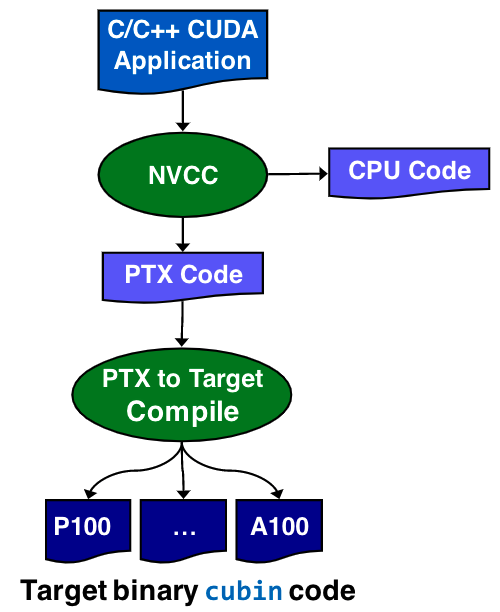 C/C++ CUDA
Application
NVCC
CPU Code
PTX Code
PTX to Target
Compile
P100
...
A100
Target binary cubin code